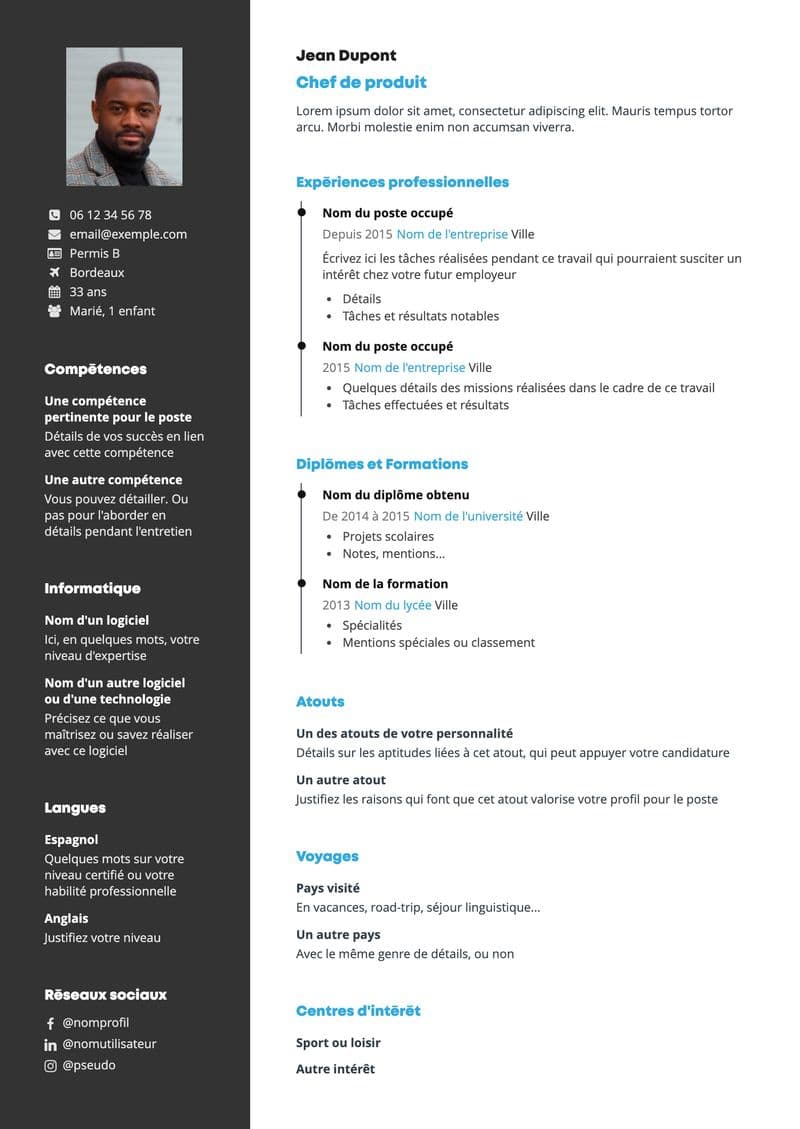 06 12 34 56 78
email@exemple.com
Permis B
Bordeaux
33 ans
Marié, 1 enfant
Compētences
Une compétence
pertinente pour le poste
Détails de vos succès en lien
avec cette compétence
Une autre compétence
Vous pouvez détailler. Ou
pas pour l'aborder en
détails pendant l'entretien
Informatique
Nom d'un logiciel
Ici, en quelques mots, votre
niveau d'expertise
Nom d'un autre logiciel
ou d'une technologie
Précisez ce que vous
maîtrisez ou savez réaliser
avec ce logiciel
Langues
Espagnol
Quelques mots sur votre
niveau certifié ou votre
habilité professionnelle
Anglais
Justifiez votre niveau
Rēseaux sociaux
@nomprofil
@nomutilisateur
@pseudo
Jean Dupont
Chef de produit
Lorem ipsum dolor sit amet, consectetur adipiscing elit. Mauris tempus tortor
arcu. Morbi molestie enim non accumsan viverra.
Expēriences professionnelles
Nom du poste occupé
Depuis 2015 Nom de l'entreprise Ville
Écrivez ici les tâches réalisées pendant ce travail qui pourraient susciter un
intérêt chez votre futur employeur
• Détails
• Tâches et résultats notables
Nom du poste occupé
2015 Nom de l'entreprise Ville
• Quelques détails des missions réalisées dans le cadre de ce travail
• Tâches effectuées et résultats
Diplōmes et Formations
Nom du diplôme obtenu
De 2014 à 2015 Nom de l'université Ville
• Projets scolaires
• Notes, mentions...
Nom de la formation
2013 Nom du lycée Ville
• Spécialités
• Mentions spéciales ou classement
Atouts
Un des atouts de votre personnalité
Détails sur les aptitudes liées à cet atout, qui peut appuyer votre candidature
Un autre atout
Justifiez les raisons qui font que cet atout valorise votre profil pour le poste
Voyages
Pays visité
En vacances, road-trip, séjour linguistique...
Un autre pays
Avec le même genre de détails, ou non
Centres d'intērēt
Sport ou loisir
Autre intérêt